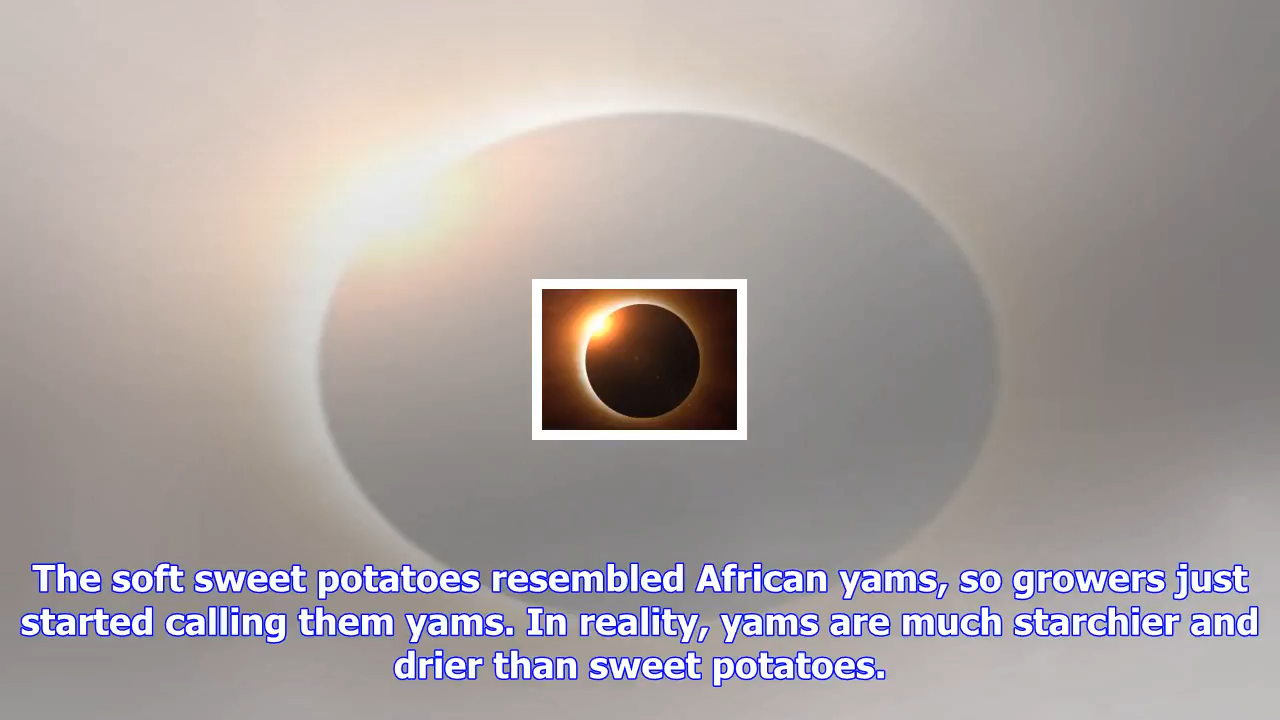 The soft sweet potatoes resembled African yams, so growers just
started calling them yams. In reality, yams are much starchier and
drier than sweet potatoes.